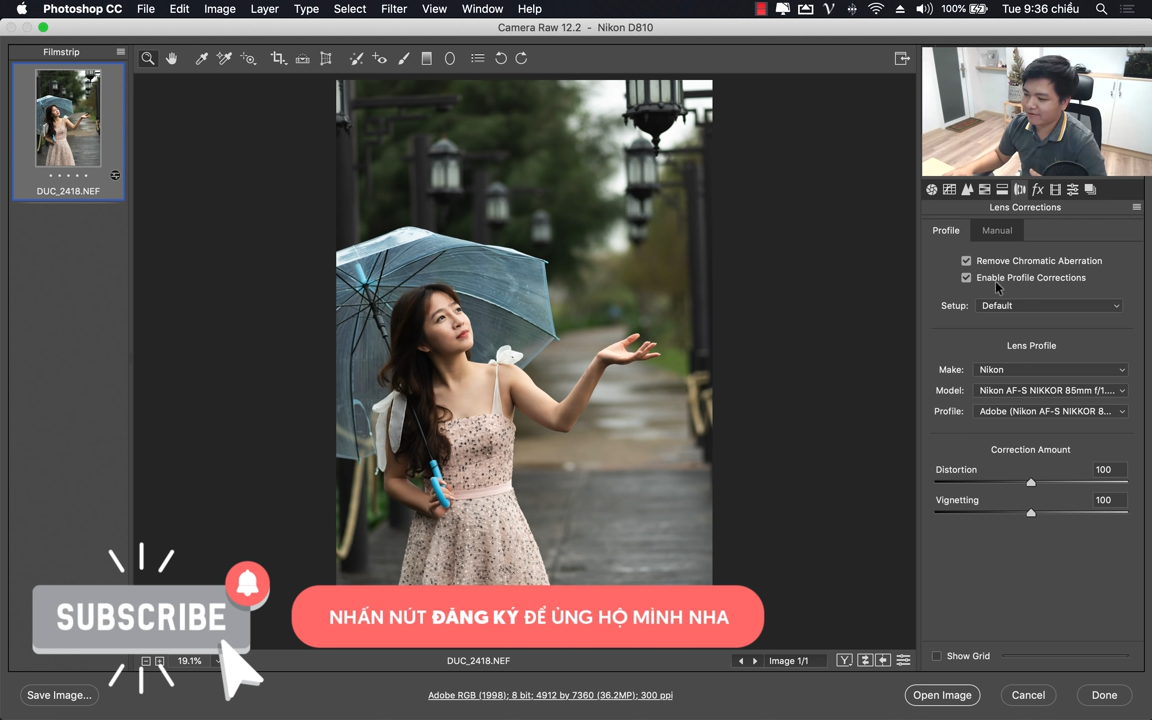 Photoshop CC File Edit Image Layer Type Select Filter View Window Help 100% Tue 9:36 chiều
Camera Raw 12.2 - Nikon D810
Filmstrip
DUC_2418.NEF
Lens Corrections
Profile Manual
Remove Chromatic Aberration
Enable Profile Corrections
Setup: Default
Lens Profile
Make: Nikon
Model: Nikon AF-S NIKKOR 85mm f/1....
Profile: Adobe (Nikon AF-S NIKKOR 8...
Correction Amount
Distortion 100
Vignetting 100
SUBSCRIBE
NHẤN NÚT ĐĂNG KÝ ĐỂ ỦNG HỘ MÌNH NHA
19.1% DUC_2418.NEF Image 1/1 Y
Show Grid
Save Image... Adobe RGB (1998); 8 bit; 4912 by 7360 (36.2MP); 300 ppi Open Image Cancel Done